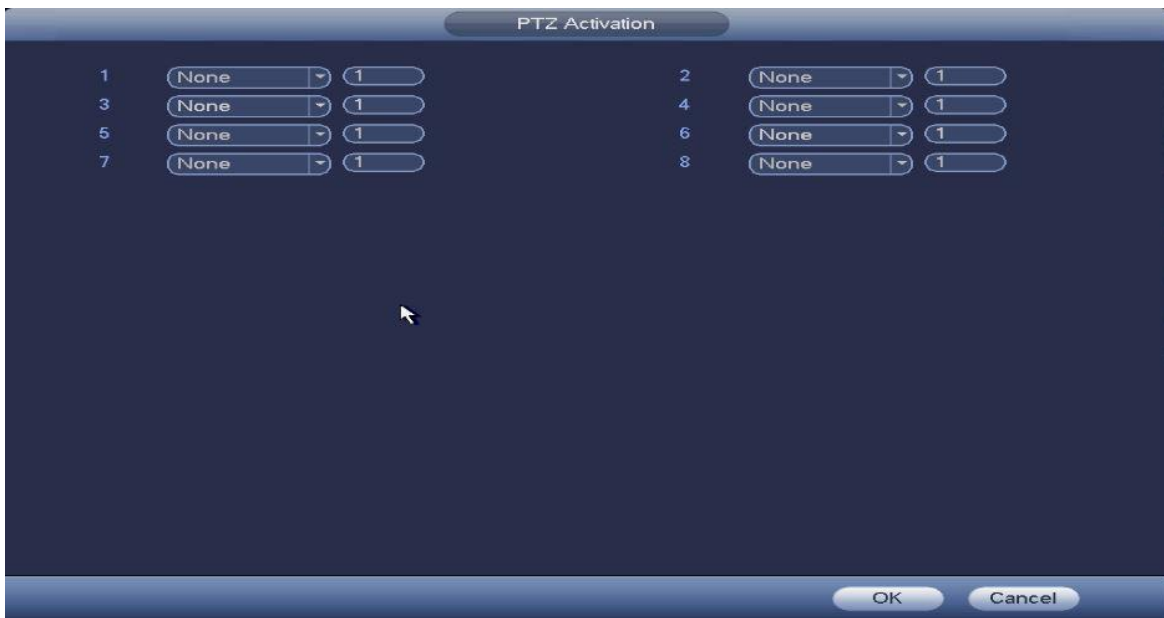 PTZ Activation
1 None 1 2 None 1
3 None 1 4 None 1
5 None 1 6 None 1
7 None 1 8 None 1
OK Cancel